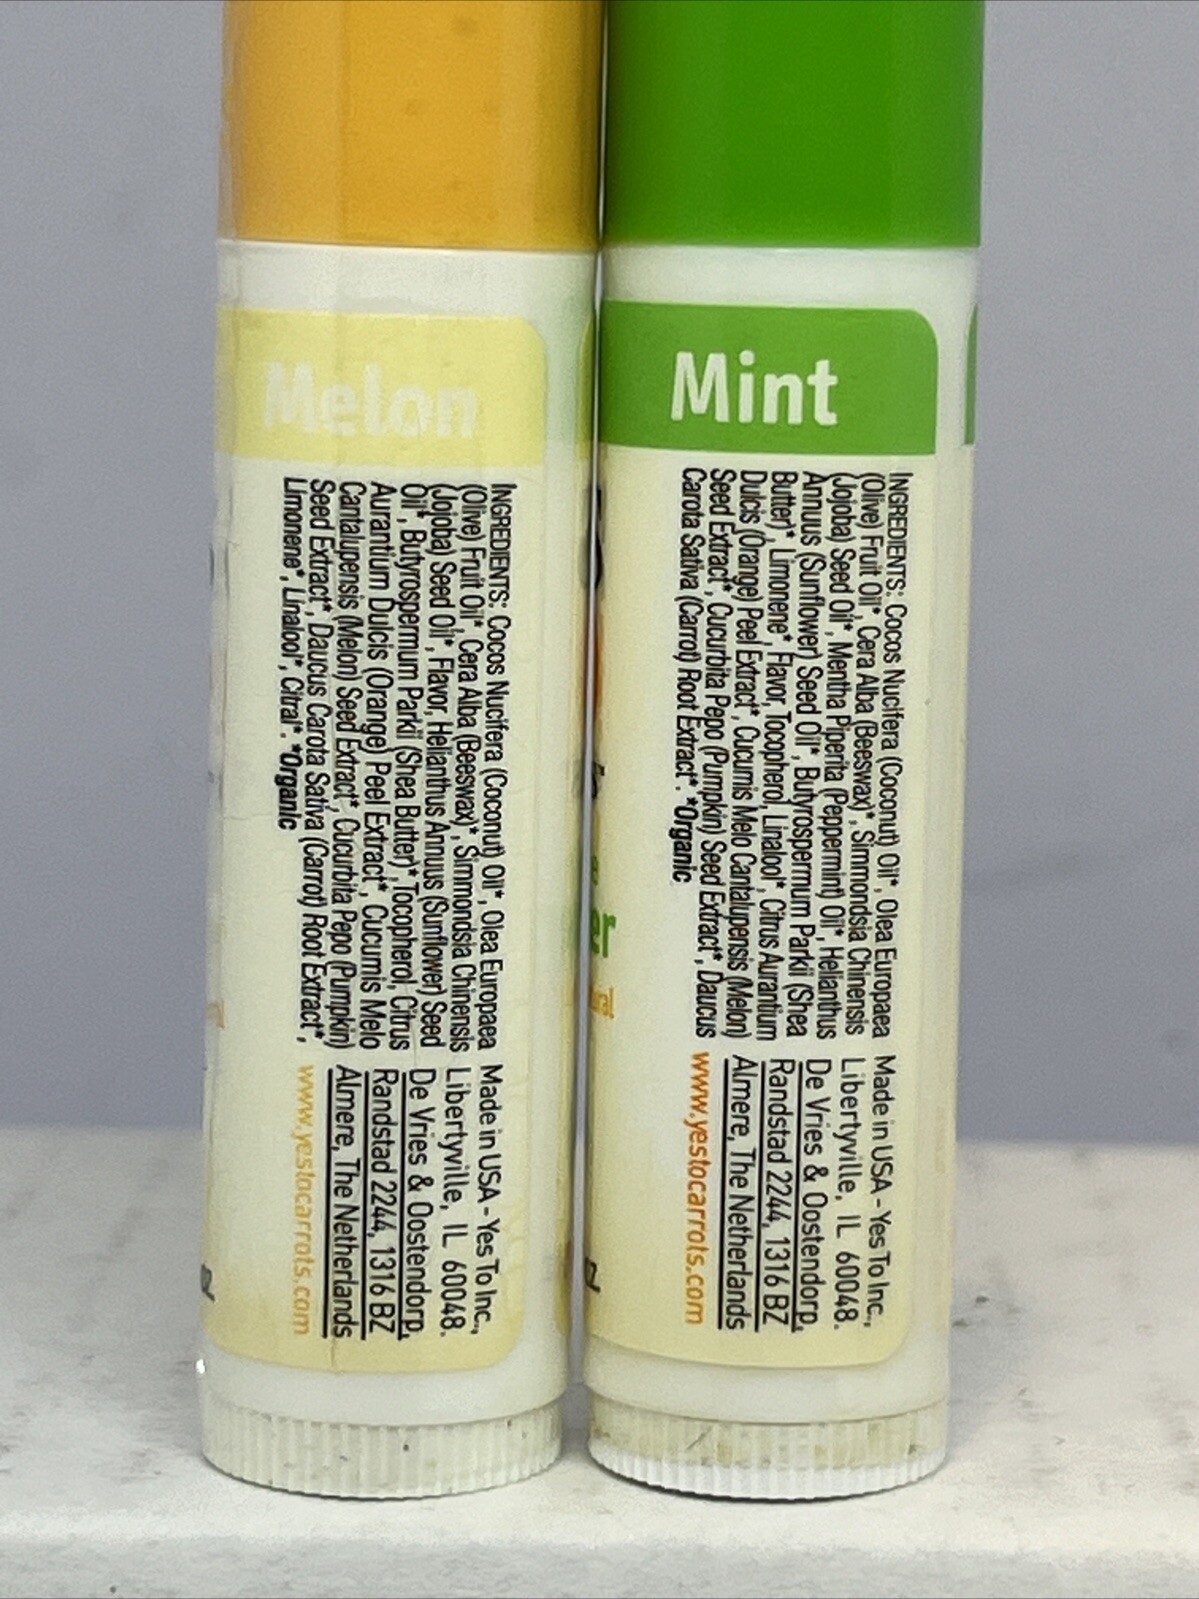 Melon
INGREDIENTS: Cocos Nucifera (Coconut) Oil*, Olea Europaea
(Olive) Fruit Oil*, Cera Alba (Beeswax)*, Simmondsia Chinensis
(Jojoba) Seed Oil*, Flavor, Helianthus Annuus (Sunflower) Seed
Oil*, Butyrospermum Parkii (Shea Butter)*, Tocopherol, Citrus
Aurantium Dulcis (Orange) Peel Extract*, Cucumis Melo
Cantalupensis (Melon) Seed Extract*, Cucurbita Pepo (Pumpkin)
Seed Extract*, Daucus Carota Sativa (Carrot) Root Extract*,
Limonene*, Linalool*, Citral*. *Organic
Made in USA - Yes To Inc.,
Libertyville, IL 60048.
De Vries & Oostendorp,
Randstad 2244, 1316 BZ
Almere, The Netherlands
www.yestocarrots.com
oz.
Mint
INGREDIENTS: Cocos Nucifera (Coconut) Oil*, Olea Europaea
(Olive) Fruit Oil*, Cera Alba (Beeswax)*, Simmondsia Chinensis
(Jojoba) Seed Oil*, Mentha Piperita (Peppermint) Oil*, Helianthus
Annuus (Sunflower) Seed Oil*, Butyrospermum Parkii (Shea
Butter)*, Limonene*, Flavor, Tocopherol, Linalool*, Citrus Aurantium
Dulcis (Orange) Peel Extract*, Cucumis Melo Cantalupensis (Melon)
Seed Extract*, Cucurbita Pepo (Pumpkin) Seed Extract*, Daucus
Carota Sativa (Carrot) Root Extract*. *Organic
Made in USA - Yes To Inc.,
Libertyville, IL 60048.
De Vries & Oostendorp,
Randstad 2244, 1316 BZ
Almere, The Netherlands
www.yestocarrots.com